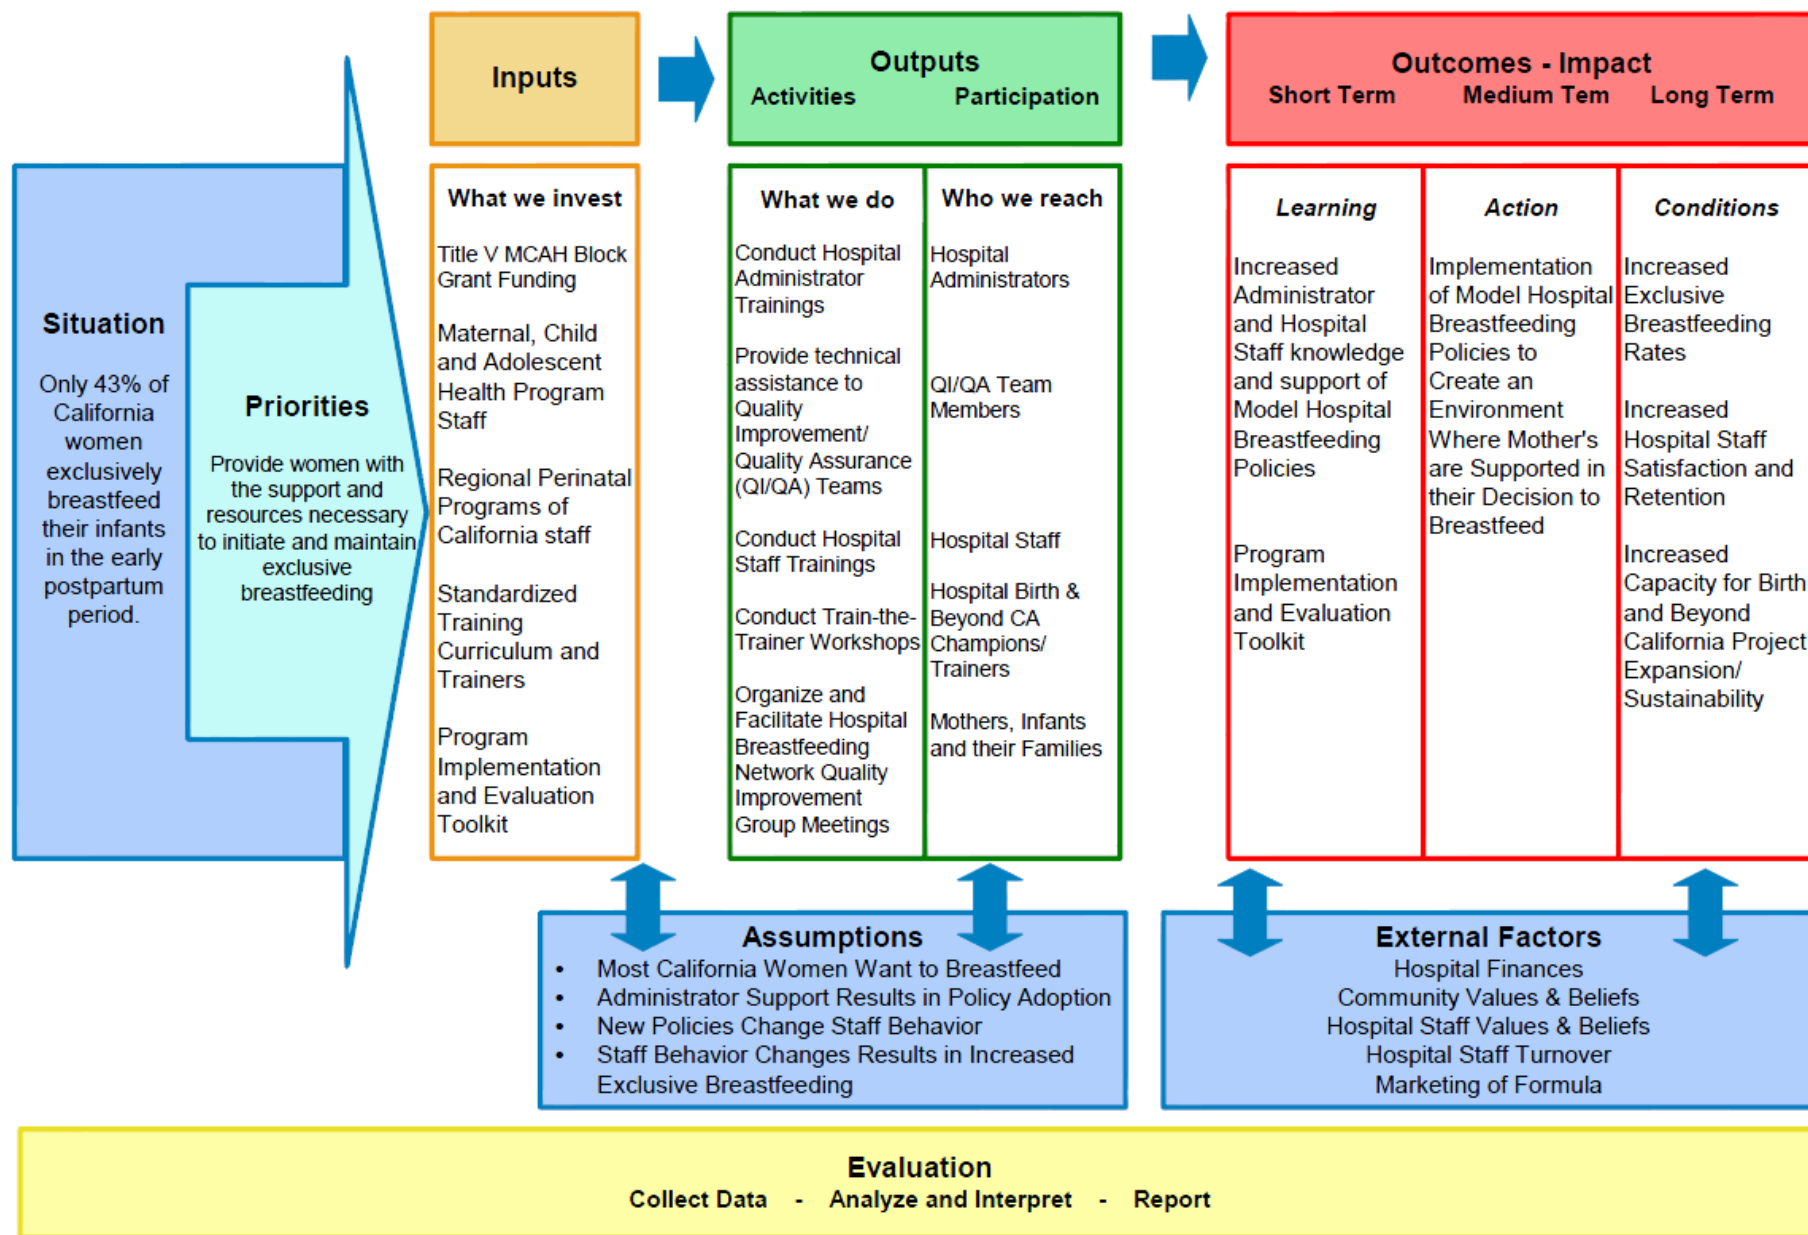 Inputs
Outputs
Activities Participation
Outcomes - Impact
Short Term Medium Tem Long Term
Situation
Only 43% of
California
women
exclusively
breastfeed
their infants
in the early
postpartum
period.
Priorities
Provide women with
the support and
resources necessary
to initiate and maintain
exclusive
breastfeeding
What we invest
Title V MCAH Block
Grant Funding
Maternal, Child
and Adolescent
Health Program
Staff
Regional Perinatal
Programs of
California staff
Standardized
Training
Curriculum and
Trainers
Program
Implementation
and Evaluation
Toolkit
What we do
Conduct Hospital
Administrator
Trainings
Provide technical
assistance to
Quality
Improvement/
Quality Assurance
(QI/QA) Teams
Conduct Hospital
Staff Trainings
Conduct Train-the-
Trainer Workshops
Organize and
Facilitate Hospital
Breastfeeding
Network Quality
Improvement
Group Meetings
Who we reach
Hospital
Administrators
QI/QA Team
Members
Hospital Staff
Hospital Birth &
Beyond CA
Champions/
Trainers
Mothers, Infants
and their Families
Learning
Increased
Administrator
and Hospital
Staff knowledge
and support of
Model Hospital
Breastfeeding
Policies
Program
Implementation
and Evaluation
Toolkit
Action
Implementation
of Model Hospital
Breastfeeding
Policies to
Create an
Environment
Where Mother's
are Supported in
their Decision to
Breastfeed
Conditions
Increased
Exclusive
Breastfeeding
Rates
Increased
Hospital Staff
Satisfaction and
Retention
Increased
Capacity for Birth
and Beyond
California Project
Expansion/
Sustainability
Assumptions
• Most California Women Want to Breastfeed
• Administrator Support Results in Policy Adoption
• New Policies Change Staff Behavior
• Staff Behavior Changes Results in Increased
Exclusive Breastfeeding
External Factors
Hospital Finances
Community Values & Beliefs
Hospital Staff Values & Beliefs
Hospital Staff Turnover
Marketing of Formula
Evaluation
Collect Data - Analyze and Interpret - Report